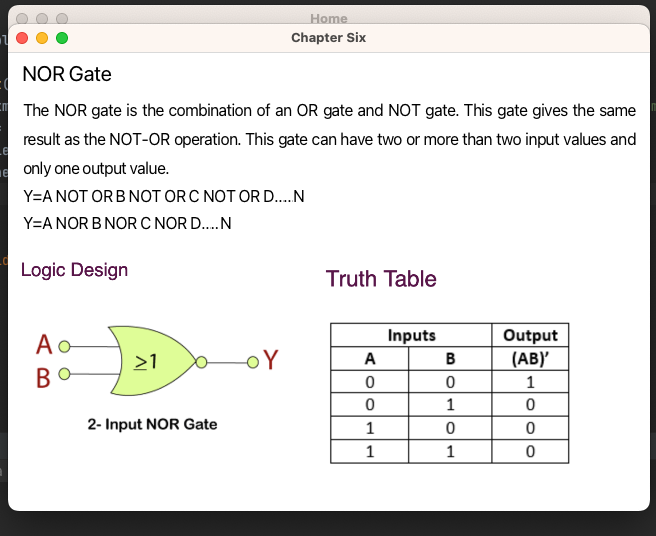 Home
Chapter Six
NOR Gate
The NOR gate is the combination of an OR gate and NOT gate. This gate gives the same
result as the NOT-OR operation. This gate can have two or more than two input values and
only one output value.
Y=A NOT OR B NOT OR C NOT OR D....N
Y=A NOR B NOR C NOR D....N
Logic Design
A
B
≥1
Y
2- Input NOR Gate
Truth Table
Inputs Output
A B (AB)’
0 0 1
0 1 0
1 0 0
1 1 0